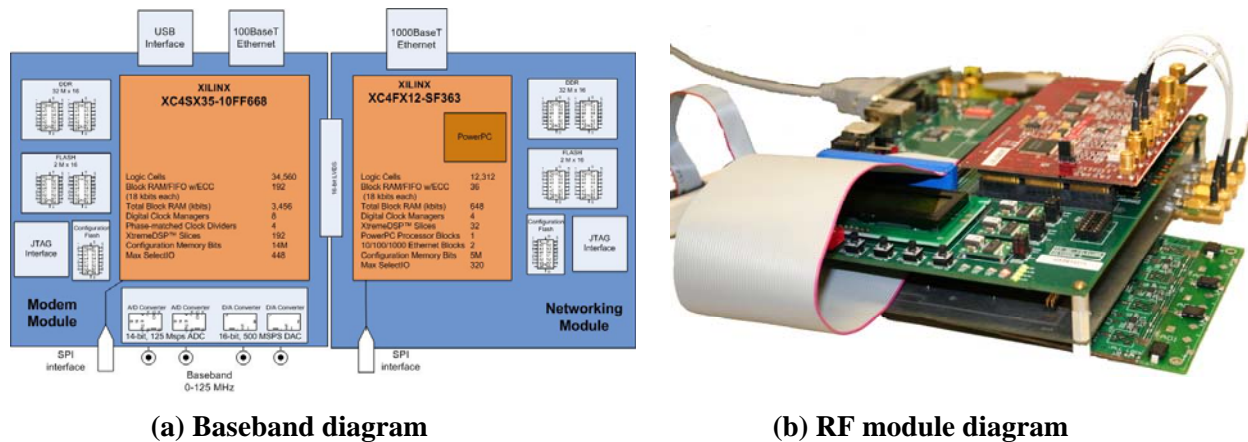 USB
Interface
100BaseT
Ethernet
1000BaseT
Ethernet
DDR
32 M x 16
FLASH
2 M x 16
JTAG
Interface
Configuration
Flash
XILINX
XC4SX35-10FF668
Logic Cells 34,560
Block RAM/FIFO w/ECC 192
(18 kbits each)
Total Block RAM (kbits) 3,456
Digital Clock Managers 8
Phase-matched Clock Dividers 4
XtremeDSP™ Slices 192
Configuration Memory Bits 14M
Max SelectIO 448
Modem
Module
A/D Converter A/D Converter D/A Converter D/A Converter
14-bit, 125 Msps ADC 16-bit, 500 MSPS DAC
SPI
interface
Baseband
0-125 MHz
16-bit LVDS
XILINX
XC4FX12-SF363
PowerPC
Logic Cells 12,312
Block RAM/FIFO w/ECC 36
(18 kbits each)
Total Block RAM (kbits) 648
Digital Clock Managers 4
XtremeDSP™ Slices 32
PowerPC Processor Blocks 1
10/100/1000 Ethernet Blocks 2
Configuration Memory Bits 5M
Max SelectIO 320
DDR
32 M x 16
FLASH
2 M x 16
Configuration
Flash
JTAG
Interface
Networking
Module
SPI
interface
(a) Baseband diagram
(b) RF module diagram